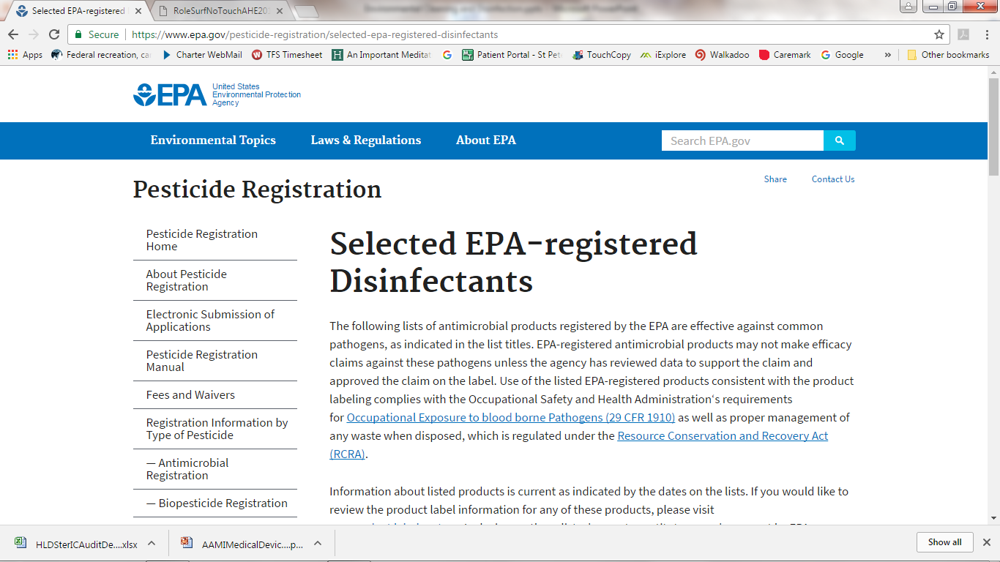 Selected EPA-registered
RoleSurfNoTouchAHE20
Secure https://www.epa.gov/pesticide-registration/selected-epa-registered-disinfectants
Apps Federal recreation, ca Charter WebMail TFS Timesheet An Important Meditat Patient Portal - St Pet TouchCopy iExplore Walkadoo Caremark Google » Other bookmarks
EPA
United States
Environmental Protection
Agency
Environmental Topics Laws & Regulations About EPA Search EPA.gov
Share Contact Us
Pesticide Registration
Pesticide Registration
Home
About Pesticide
Registration
Electronic Submission of
Applications
Pesticide Registration
Manual
Fees and Waivers
Registration Information by
Type of Pesticide
— Antimicrobial
Registration
— Biopesticide Registration
Selected EPA-registered
Disinfectants
The following lists of antimicrobial products registered by the EPA are effective against common
pathogens, as indicated in the list titles. EPA-registered antimicrobial products may not make efficacy
claims against these pathogens unless the agency has reviewed data to support the claim and
approved the claim on the label. Use of the listed EPA-registered products consistent with the product
labeling complies with the Occupational Safety and Health Administration‘s requirements
for Occupational Exposure to blood borne Pathogens (29 CFR 1910) as well as proper management of
any waste when disposed, which is regulated under the Resource Conservation and Recovery Act
(RCRA).
Information about listed products is current as indicated by the dates on the lists. If you would like to
review the product label information for any of these products, please visit
HLDSterICAuditDe....xlsx AAMIMedicalDevic....p... Show all